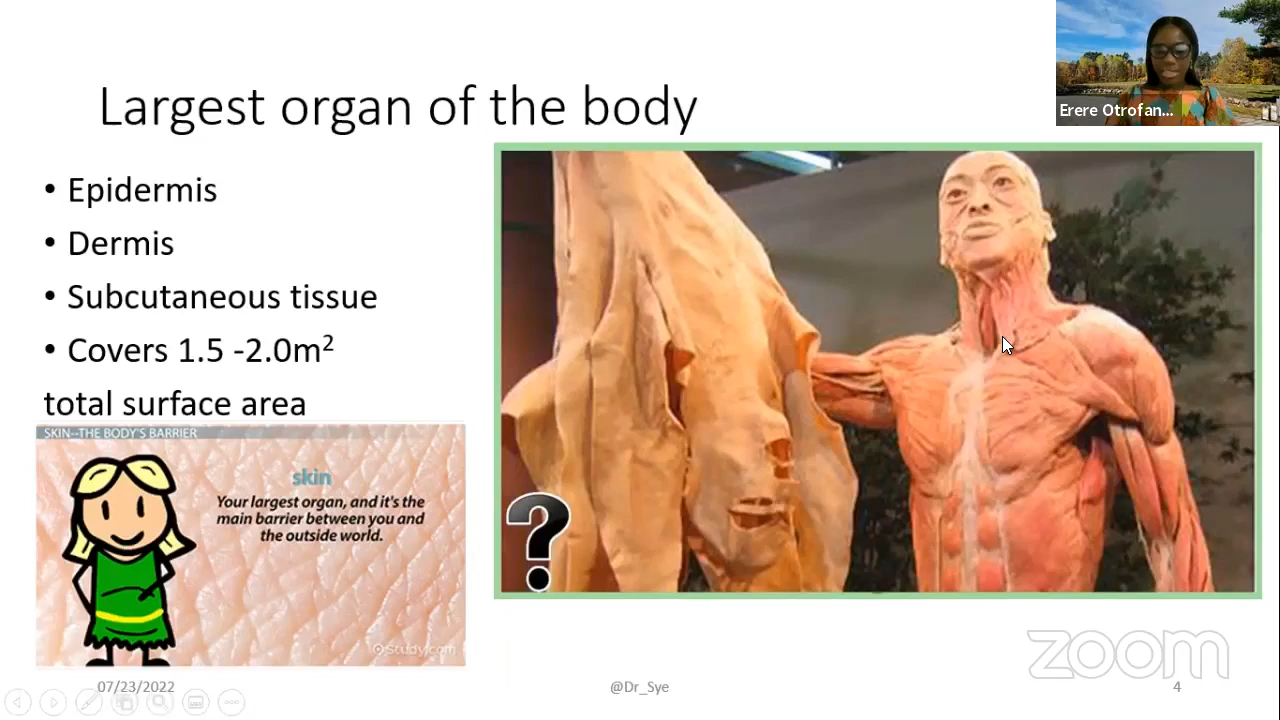 Largest organ of the body
• Epidermis
• Dermis
• Subcutaneous tissue
• Covers 1.5 -2.0m²
total surface area
SKIN--THE BODY'S BARRIER
skin
Your largest organ, and it's the
main barrier between you and
the outside world.
Study.com
?
Erere Otrofan...
zoom
07/23/2022
@Dr_Sye
4